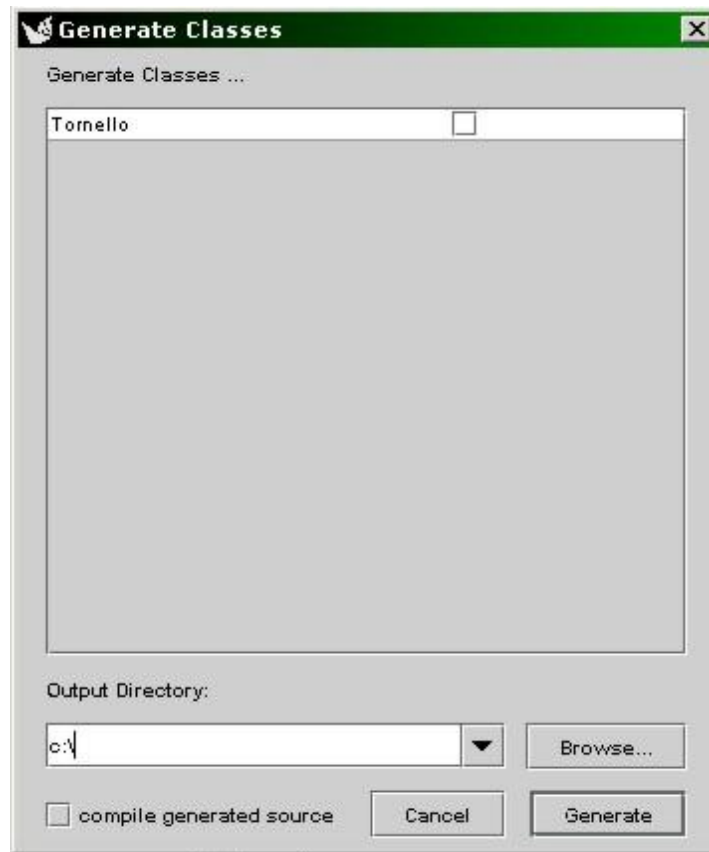 Generate Classes
Generate Classes ...
Tornello
Output Directory:
c:\
Browse...
compile generated source
Cancel
Generate